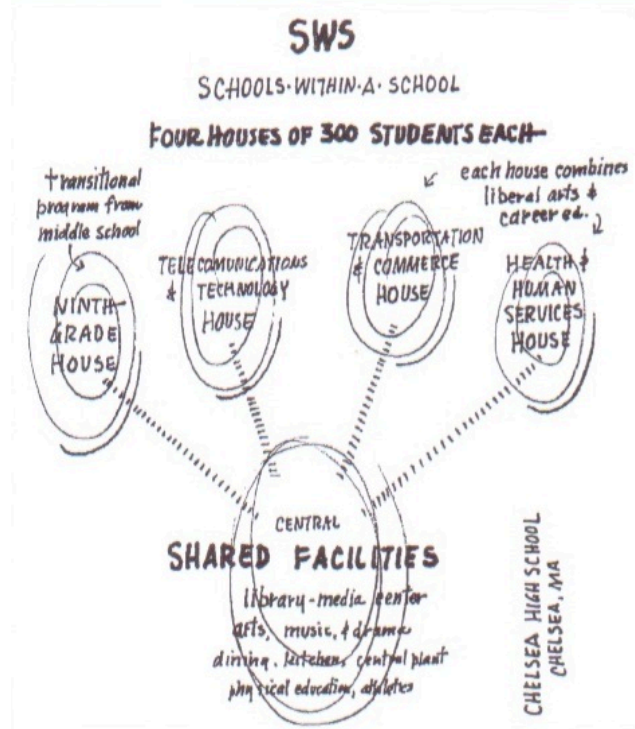 SWS
SCHOOLS·WITHIN·A·SCHOOL
FOUR HOUSES OF 300 STUDENTS EACH
transitional
program from
middle school
each house combines
liberal arts &
career ed.
NINTH
GRADE
HOUSE
TELECOMUNICATIONS
& TECHNOLOGY
HOUSE
TRANSPORTATION
& COMMERCE
HOUSE
HEALTH &
HUMAN
SERVICES
HOUSE
CENTRAL
SHARED FACILITIES
library-media center
arts, music, & drama
dining, kitchen, central plant
physical education, athletics
CHELSEA HIGH SCHOOL
CHELSEA, MA